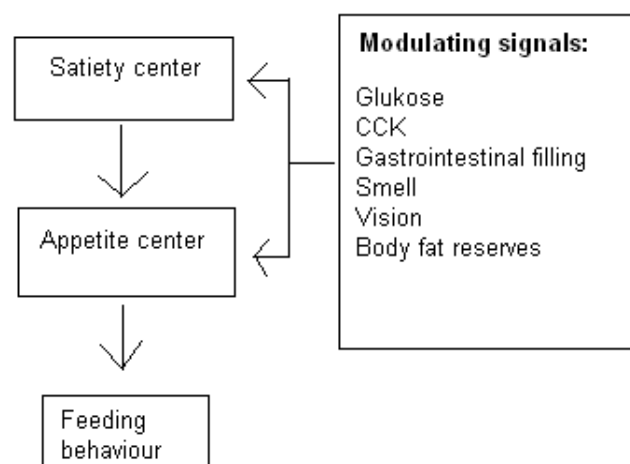 Satiety center
Appetite center
Feeding
behaviour
Modulating signals:
Glukose
CCK
Gastrointestinal filling
Smell
Vision
Body fat reserves